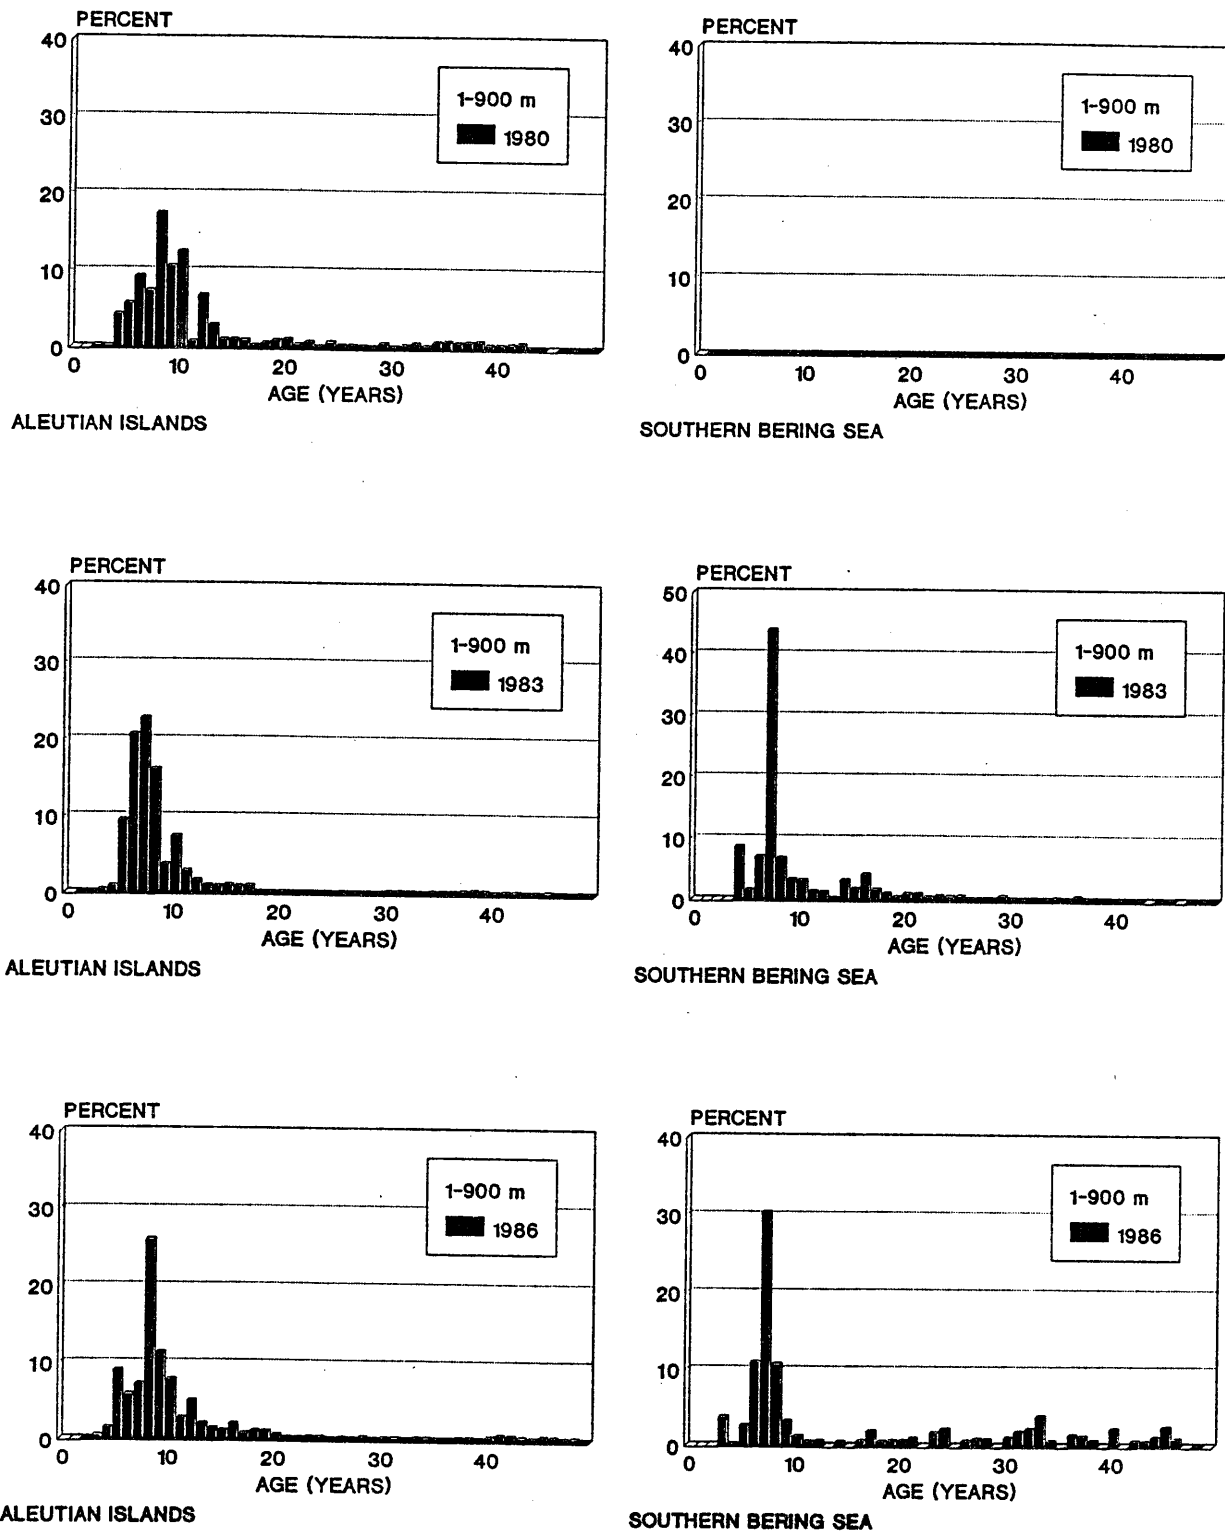 PERCENT
40
30
20
10
0
1-900 m
1980
0 10 20 30 40
AGE (YEARS)
ALEUTIAN ISLANDS
PERCENT
40
30
20
10
0
1-900 m
1980
0 10 20 30 40
AGE (YEARS)
SOUTHERN BERING SEA
PERCENT
40
30
20
10
0
1-900 m
1983
0 10 20 30 40
AGE (YEARS)
ALEUTIAN ISLANDS
PERCENT
50
40
30
20
10
0
1-900 m
1983
0 10 20 30 40
AGE (YEARS)
SOUTHERN BERING SEA
PERCENT
40
30
20
10
0
1-900 m
1986
0 10 20 30 40
AGE (YEARS)
ALEUTIAN ISLANDS
PERCENT
40
30
20
10
0
1-900 m
1986
0 10 20 30 40
AGE (YEARS)
SOUTHERN BERING SEA